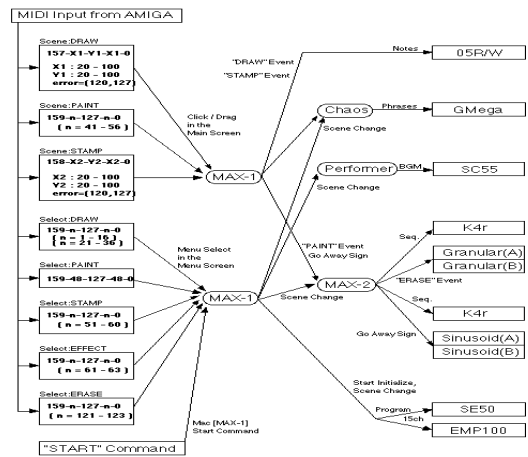 MIDI Input from AMIGA
Scene:DRAW
157-X1-Y1-X1-0
X1 : 20 - 100
Y1 : 20 - 100
error=(120,127)
Scene:PAINT
159-n-127-n-0
( n = 41 - 56 )
Scene:STAMP
158-X2-Y2-X2-0
X2 : 20 - 100
Y2 : 20 - 100
error=(120,127)
Select:DRAW
159-n-127-n-0
( n = 1 - 16 )
( n = 21 - 36 )
Select:PAINT
159-48-127-48-0
Select:STAMP
159-n-127-n-0
( n = 51 - 60 )
Select:EFFECT
159-n-127-n-0
( n = 61 - 63 )
Select:ERASE
159-n-127-n-0
( n = 121 - 123 )
"START" Command
Click / Drag
in the
Main Screen
MAX-1
Menu Select
in the
Menu Screen
MAX-1
Mac [MAX-1]
Start Command
"DRAW" Event
"STAMP" Event
Notes
05R/W
Chaos
Phrases
GMega
Scene Change
Performer
BGM
SC55
Scene Change
"PAINT" Event
Go Away Sign
MAX-2
Scene Change
Seq.
K4r
Granular(A)
Granular(B)
"ERASE" Event
Seq.
K4r
Go Away Sign
Sinusoid(A)
Sinusoid(B)
Start Initialize,
Scene Change
Program
15ch
SE50
EMP100